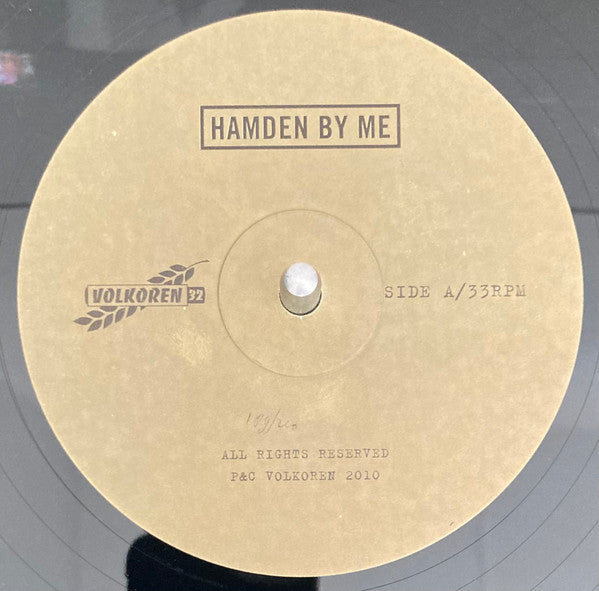 HAMDEN BY ME
VOLKOREN 32
SIDE A/33RPM
ALL RIGHTS RESERVED
P&C VOLKOREN 2010